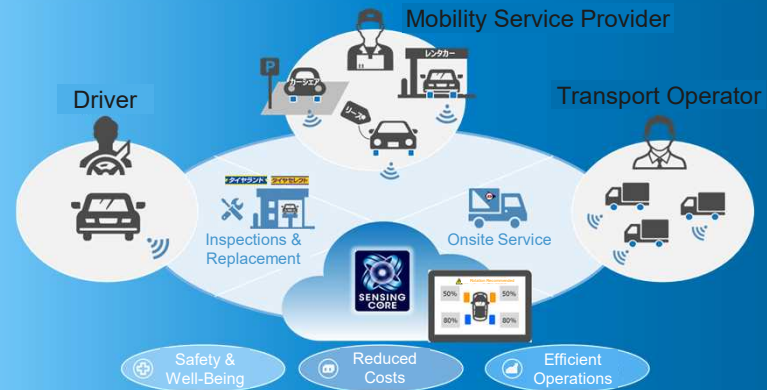 Mobility Service Provider
Driver
Transport Operator
P
カーシェア
レンタカー
リース
タイヤランド タイヤセレクト
Inspections &
Replacement
Onsite Service
SENSING
CORE
50%
50%
80%
80%
Safety &
Well-Being
Reduced
Costs
Efficient
Operations